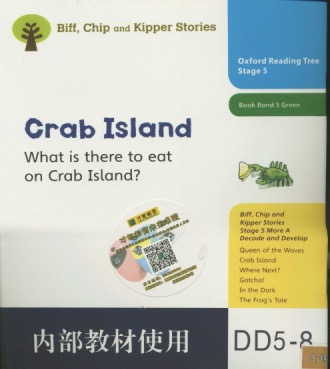 Biff, Chip and Kipper Stories
Oxford Reading Tree
Stage 5
Book Band 5 Green
Crab Island
What is there to eat
on Crab Island?
Biff, Chip and
Kipper Stories
Stage 5 More A
Decode and Develop
Queen of the Waves
Crab Island
Where Next?
Gotcha!
In the Dark
The Frog's Tale
内部教材使用
DD5-8